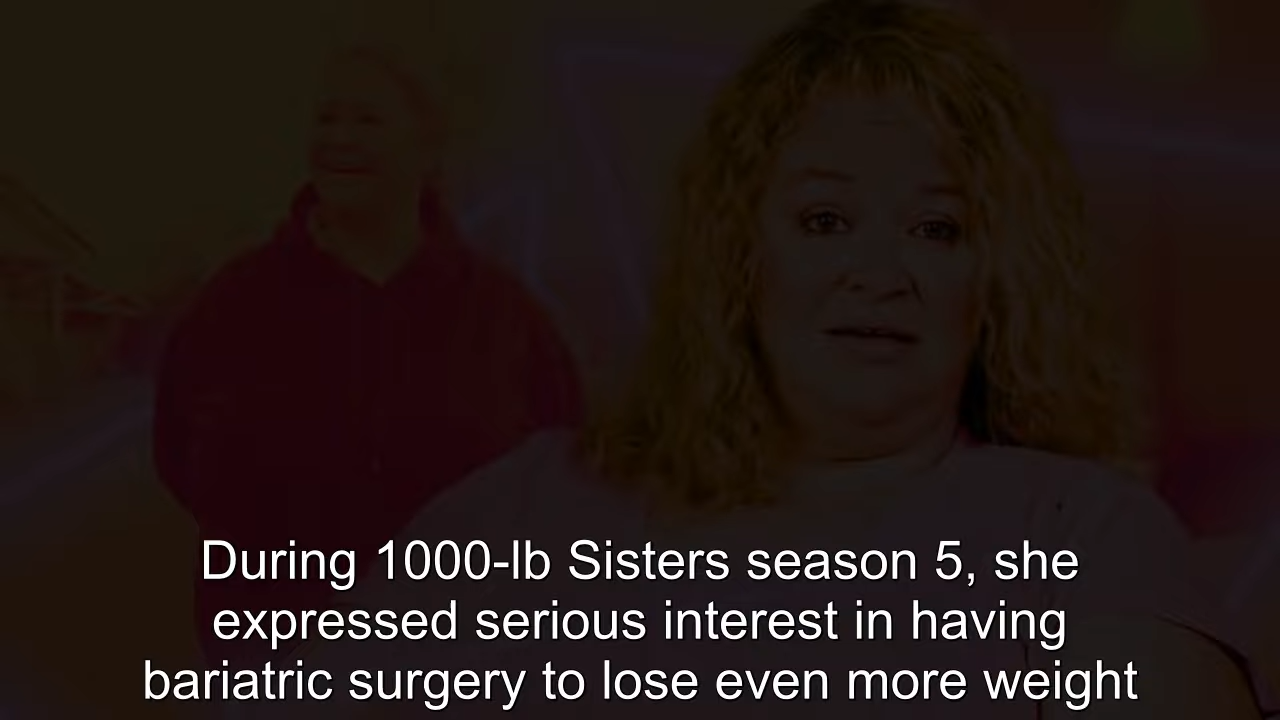 During 1000-lb Sisters season 5, she
expressed serious interest in having
bariatric surgery to lose even more weight